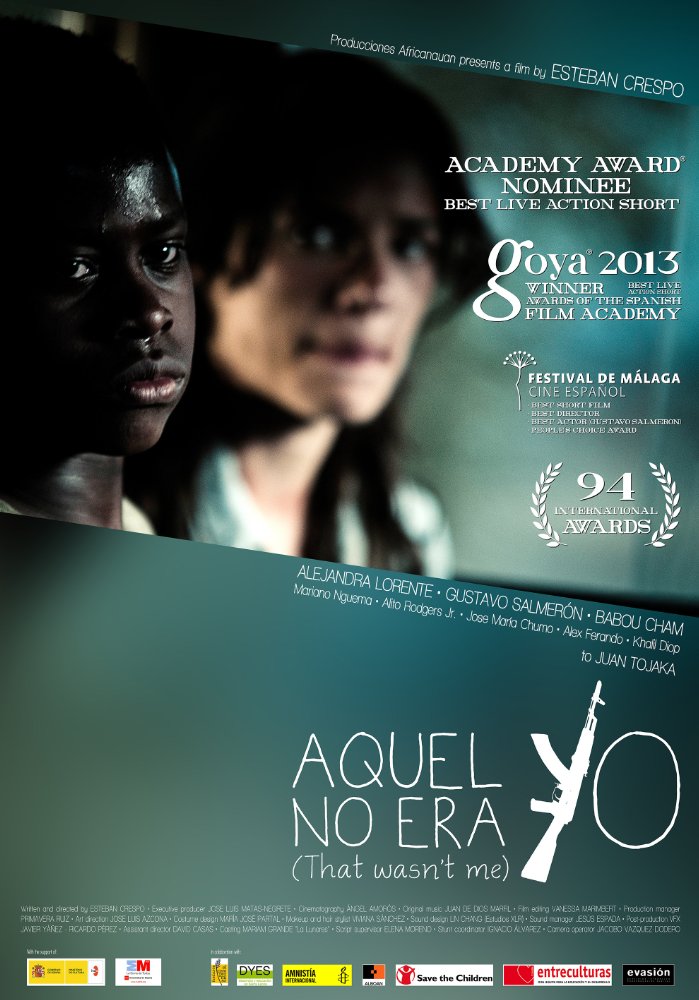 Producciones Africanauan presents a film by ESTEBAN CRESPO
ACADEMY AWARD®
NOMINEE
BEST LIVE ACTION SHORT
goya® 2013
WINNER BEST LIVE ACTION SHORT
AWARDS OF THE SPANISH
FILM ACADEMY
FESTIVAL DE MÁLAGA
CINE ESPAÑOL
BEST SHORT FILM
BEST DIRECTOR
BEST ACTOR (GUSTAVO SALMERON)
PEOPLE'S CHOICE AWARD
94
INTERNATIONAL
AWARDS
ALEJANDRA LORENTE • GUSTAVO SALMERÓN • BABOU CHAM
Mariano Nguema • Alito Rodgers Jr. • Jose María Chumo • Alex Ferando • Khalil Diop
to JUAN TOJAKA
AQUEL
NO ERA YO
(That wasn't me)
Written and directed by ESTEBAN CRESPO • Executive producer JOSE LUIS MATAS-NEGRETE • Cinematography ÁNGEL AMORÓS • Original music JUAN DE DIOS MARFIL • Film editing VANESSA MARIMBERT • Production manager
PRIMAVERA RUIZ • Art direction JOSE LUIS AZCONA • Costume design MARÍA JOSÉ PARTAL • Makeup and hair stylist VIVIANA SÁNCHEZ • Sound design LIN CHANG (Estudios XLR) • Sound manager JESÚS ESPADA • Post-production VFX
JAVIER YÁÑEZ - RICARDO PÉREZ • Assistant director DAVID CASAS • Casting MARIAM GRANDE "La Lunares" • Script supervisor ELENA MORENO • Stunt coordinator IGNACIO ÁLVAREZ • Camera operator JACOBO VAZQUEZ-DODERO
With the support of:
In collaboration with:
DYES
AMNISTÍA
INTERNACIONAL
ALBOAN
Save the Children
entreculturas
evasión